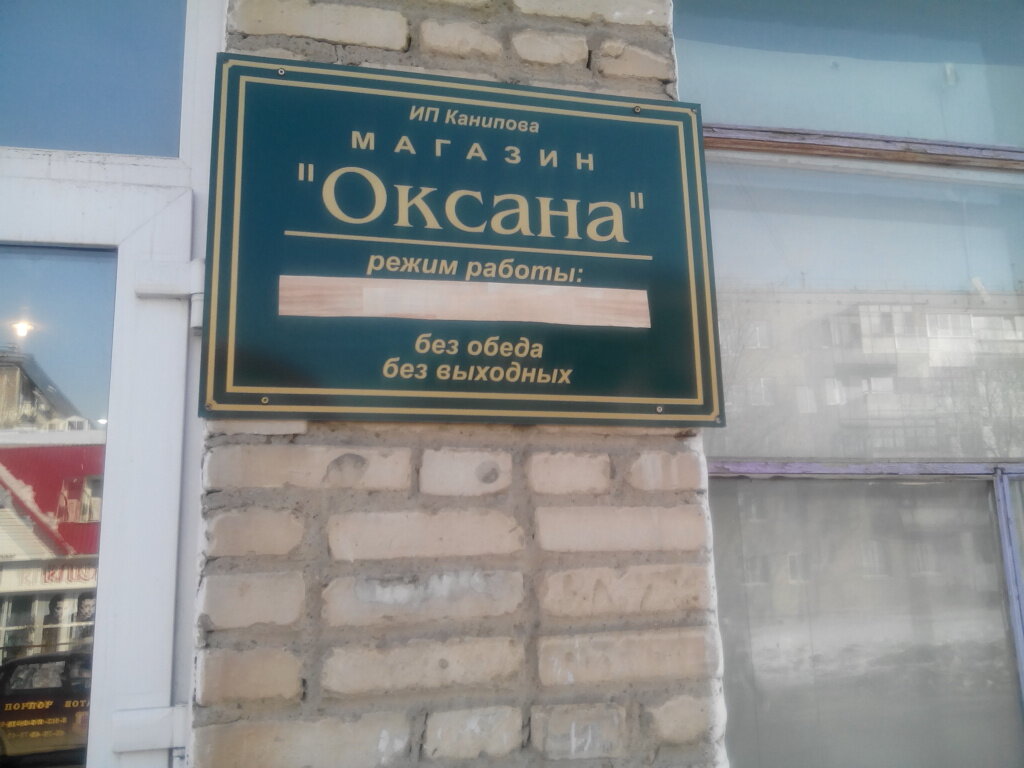 ИП Канипова
МАГАЗИН
"Оксана"
режим работы:
без обеда
без выходных